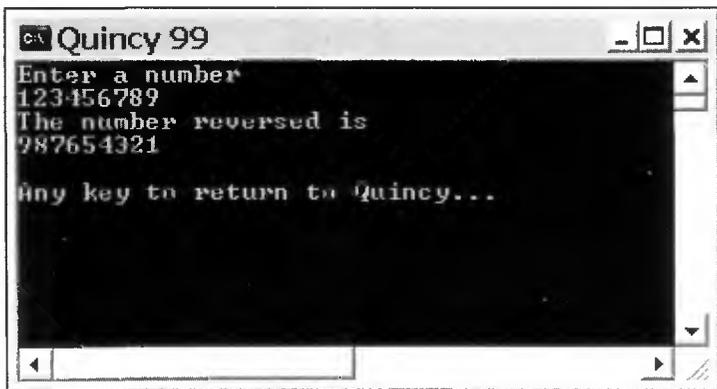 Quincy 99
Enter a number
123456789
The number reversed is
987654321
Any key to return to Quincy...